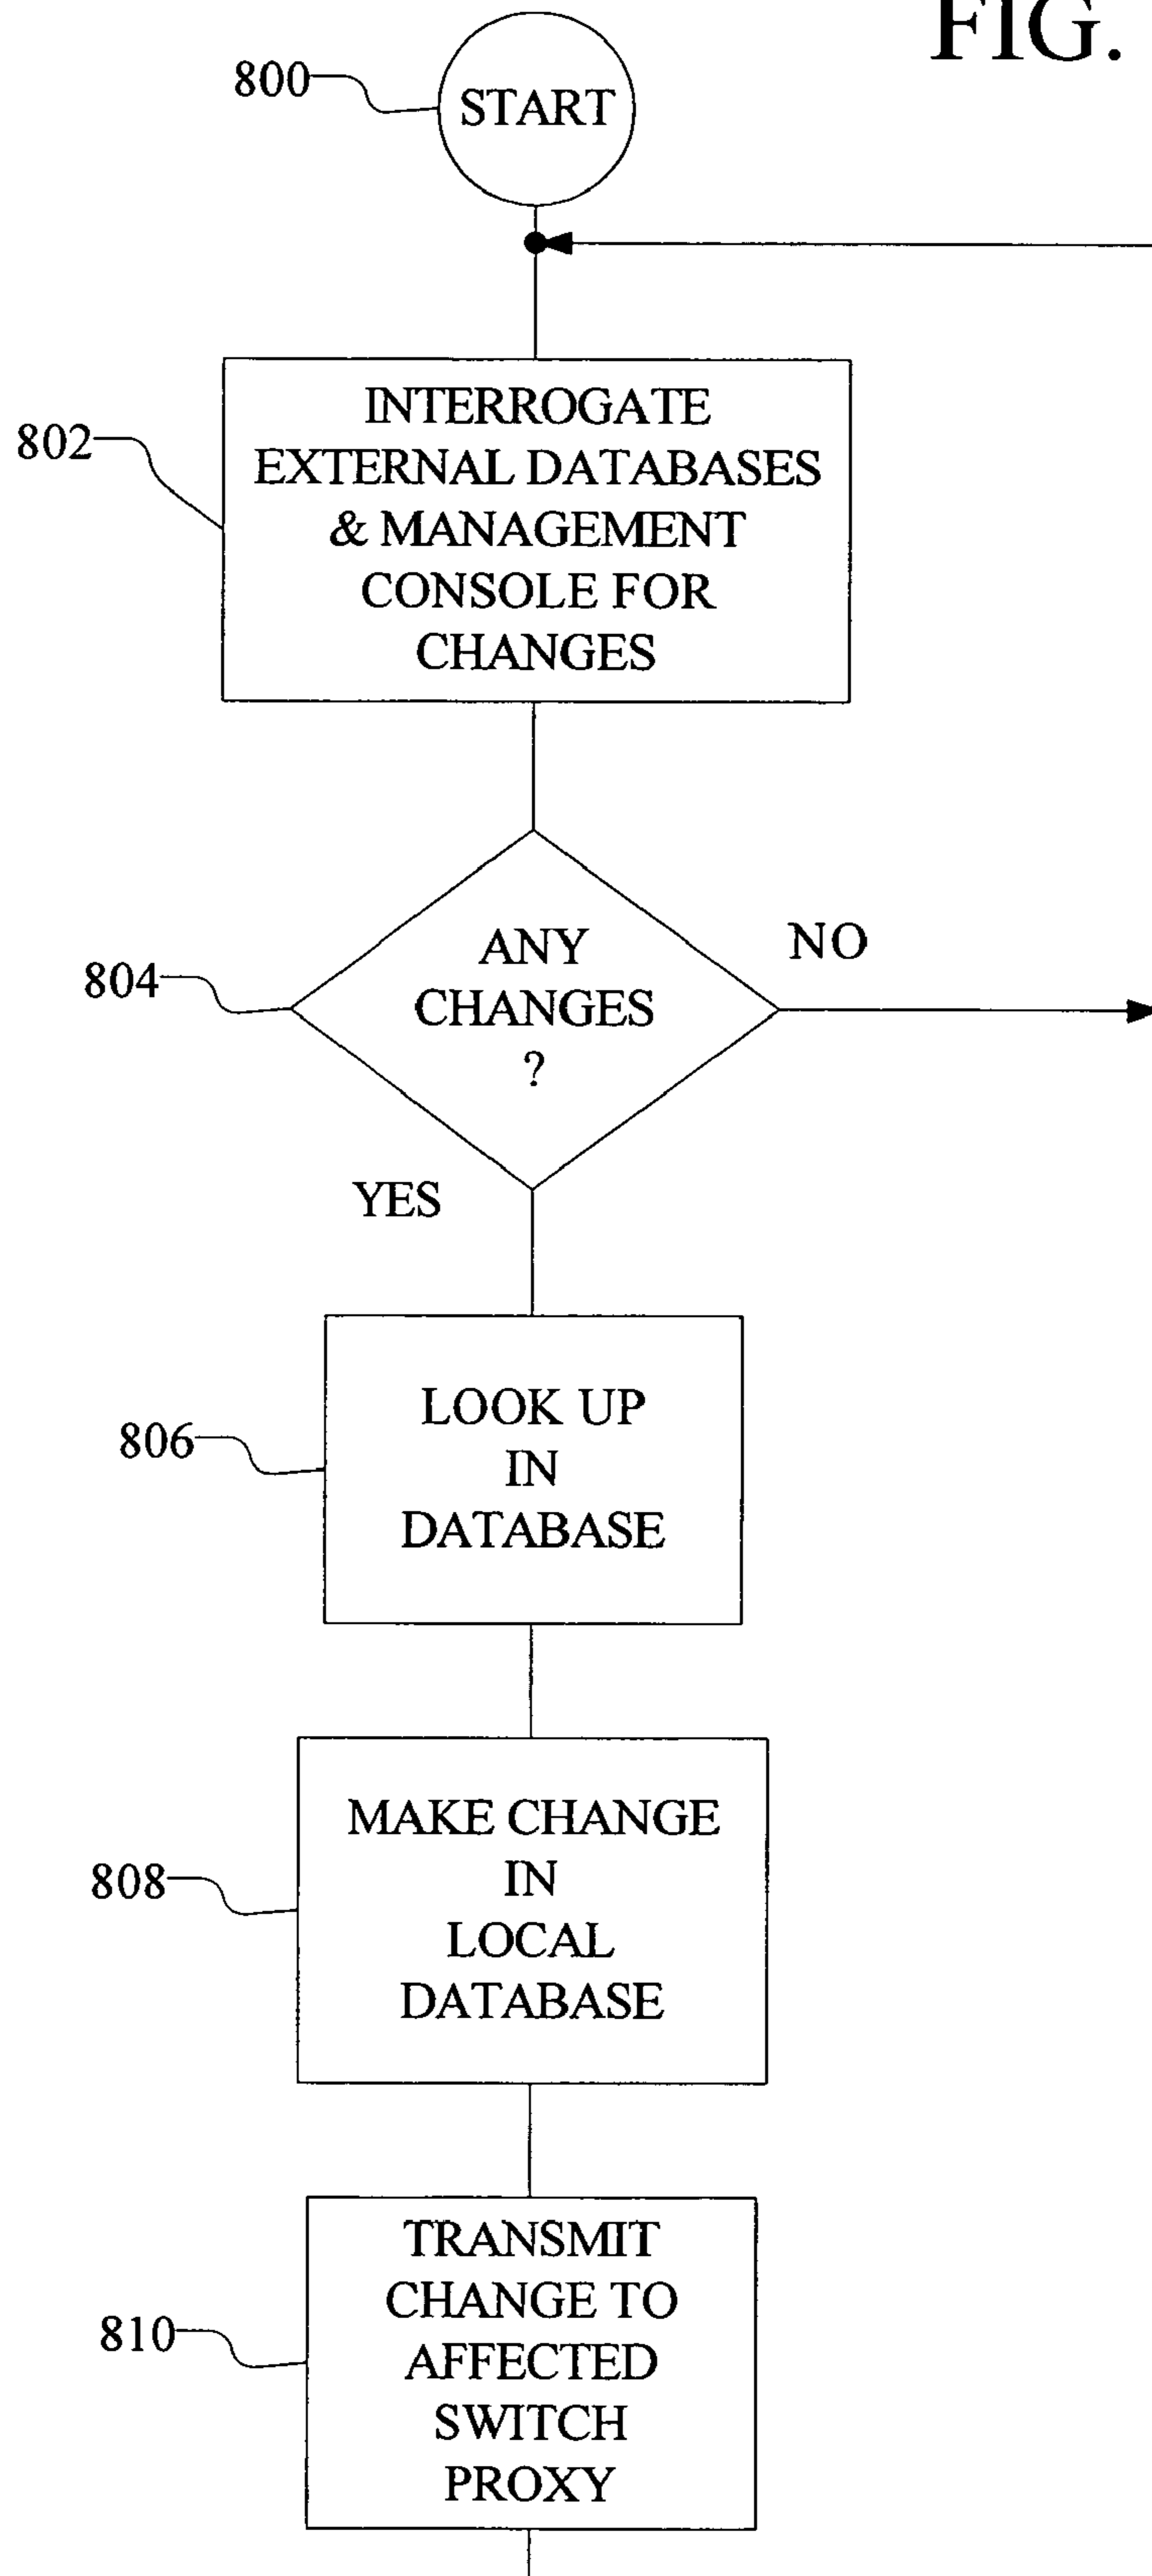 FIG.
800
START
802
INTERROGATE
EXTERNAL DATABASES
& MANAGEMENT
CONSOLE FOR
CHANGES
804
ANY
CHANGES
?
NO
YES
806
LOOK UP
IN
DATABASE
808
MAKE CHANGE
IN
LOCAL
DATABASE
810
TRANSMIT
CHANGE TO
AFFECTED
SWITCH
PROXY